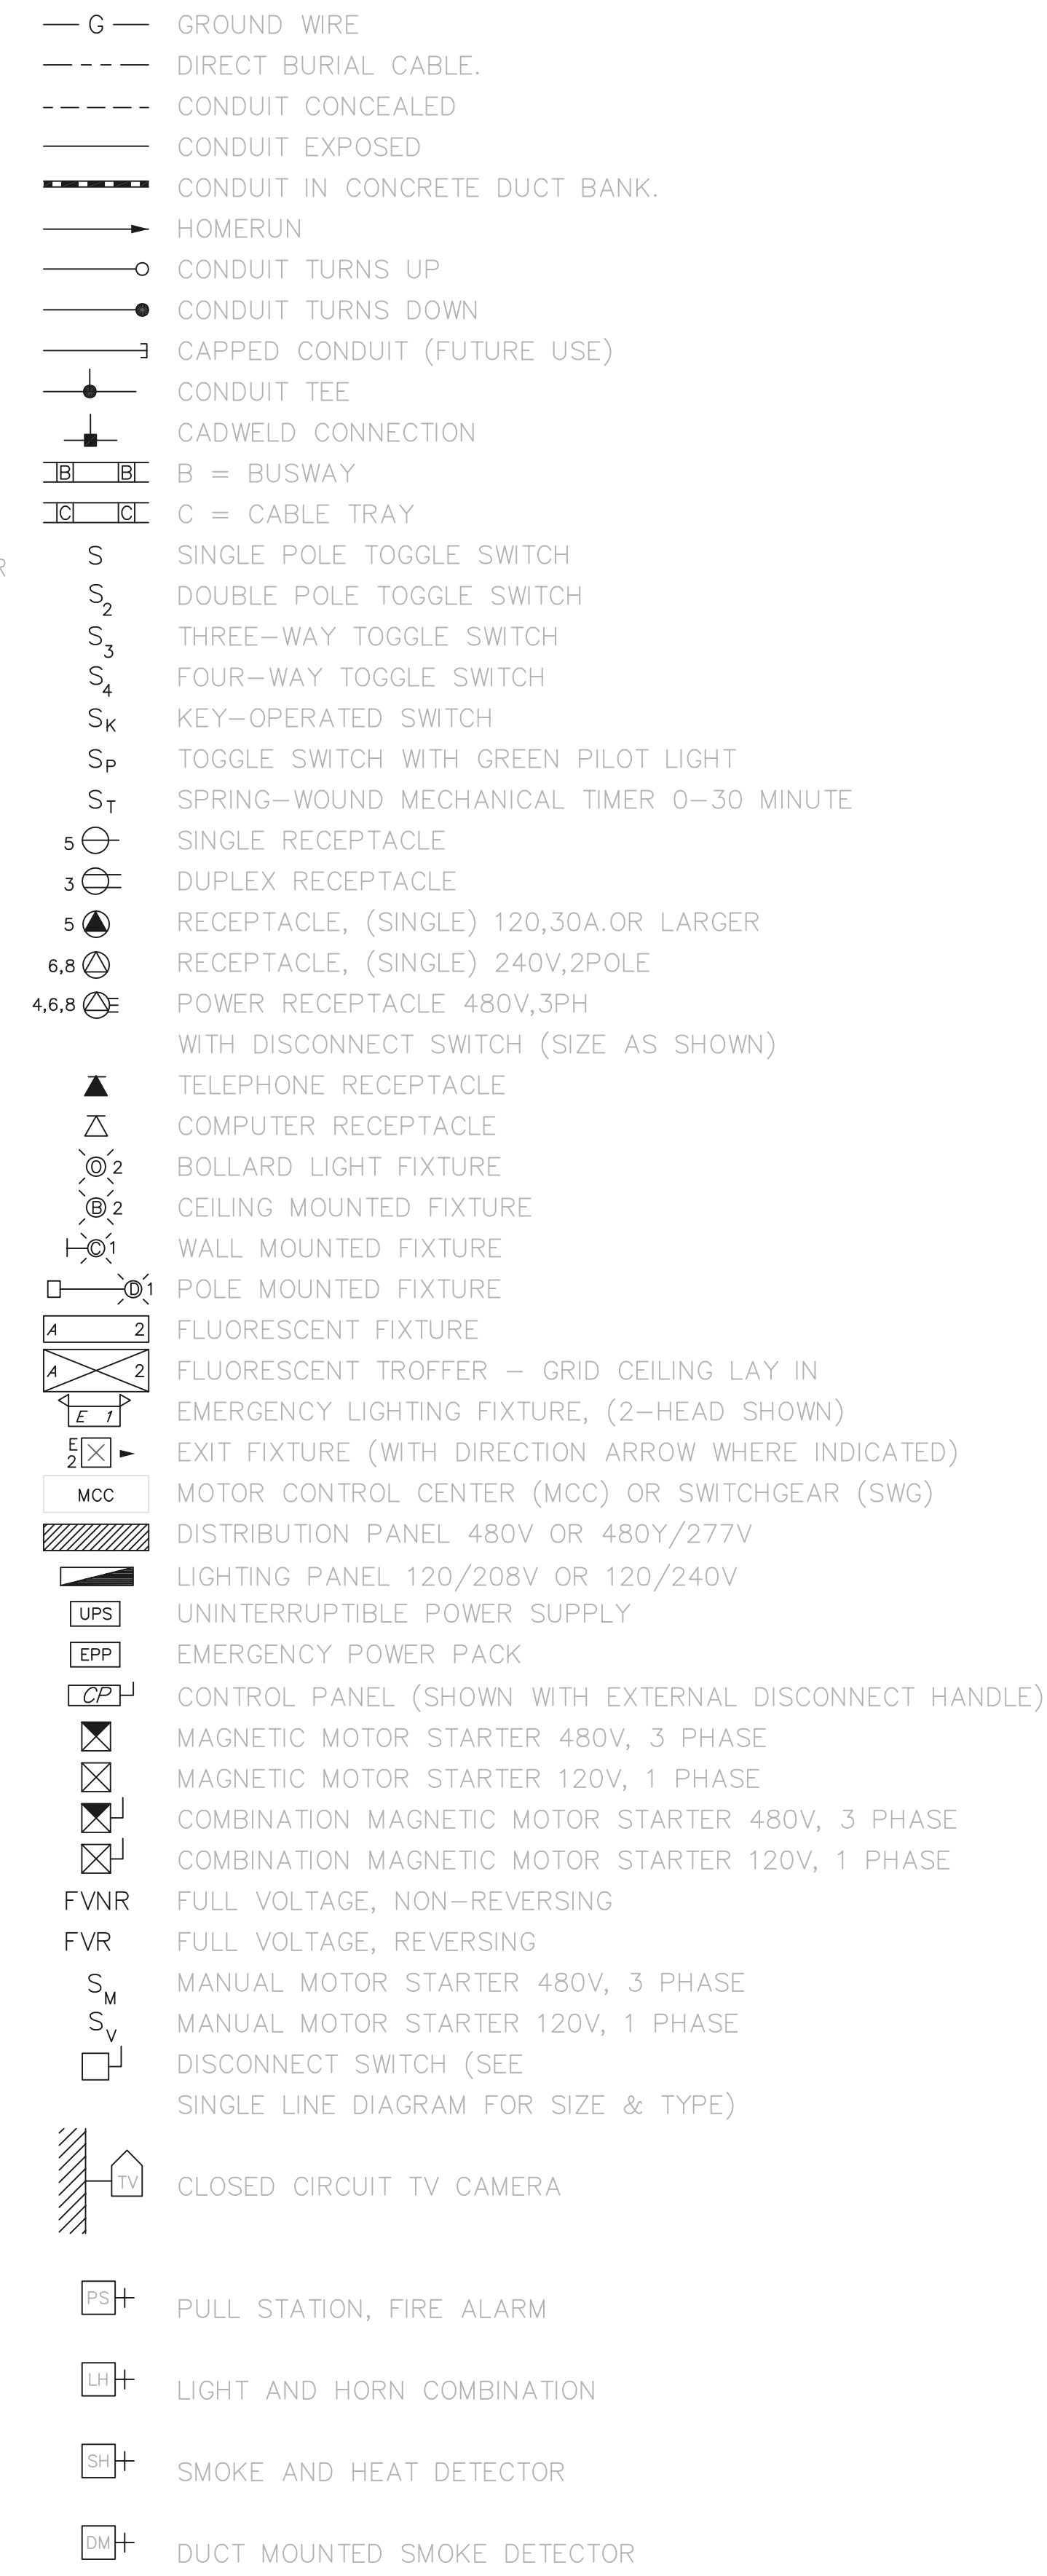 G GROUND WIRE
DIRECT BURIAL CABLE.
CONDUIT CONCEALED
CONDUIT EXPOSED
CONDUIT IN CONCRETE DUCT BANK.
HOMERUN
CONDUIT TURNS UP
CONDUIT TURNS DOWN
CAPPED CONDUIT (FUTURE USE)
CONDUIT TEE
CADWELD CONNECTION
B B B = BUSWAY
C C C = CABLE TRAY
R S SINGLE POLE TOGGLE SWITCH
S2 DOUBLE POLE TOGGLE SWITCH
S3 THREE-WAY TOGGLE SWITCH
S4 FOUR-WAY TOGGLE SWITCH
SK KEY-OPERATED SWITCH
SP TOGGLE SWITCH WITH GREEN PILOT LIGHT
ST SPRING-WOUND MECHANICAL TIMER 0-30 MINUTE
5 SINGLE RECEPTACLE
3 DUPLEX RECEPTACLE
5 RECEPTACLE, (SINGLE) 120,30A.OR LARGER
6,8 RECEPTACLE, (SINGLE) 240V,2POLE
4,6,8 POWER RECEPTACLE 480V,3PH
WITH DISCONNECT SWITCH (SIZE AS SHOWN)
TELEPHONE RECEPTACLE
COMPUTER RECEPTACLE
O 2 BOLLARD LIGHT FIXTURE
B 2 CEILING MOUNTED FIXTURE
C 1 WALL MOUNTED FIXTURE
D 1 POLE MOUNTED FIXTURE
A 2 FLUORESCENT FIXTURE
A 2 FLUORESCENT TROFFER - GRID CEILING LAY IN
E 1 EMERGENCY LIGHTING FIXTURE, (2-HEAD SHOWN)
E 2 EXIT FIXTURE (WITH DIRECTION ARROW WHERE INDICATED)
MCC MOTOR CONTROL CENTER (MCC) OR SWITCHGEAR (SWG)
DISTRIBUTION PANEL 480V OR 480Y/277V
LIGHTING PANEL 120/208V OR 120/240V
UPS UNINTERRUPTIBLE POWER SUPPLY
EPP EMERGENCY POWER PACK
CP CONTROL PANEL (SHOWN WITH EXTERNAL DISCONNECT HANDLE)
MAGNETIC MOTOR STARTER 480V, 3 PHASE
MAGNETIC MOTOR STARTER 120V, 1 PHASE
COMBINATION MAGNETIC MOTOR STARTER 480V, 3 PHASE
COMBINATION MAGNETIC MOTOR STARTER 120V, 1 PHASE
FVNR FULL VOLTAGE, NON-REVERSING
FVR FULL VOLTAGE, REVERSING
SM MANUAL MOTOR STARTER 480V, 3 PHASE
SV MANUAL MOTOR STARTER 120V, 1 PHASE
DISCONNECT SWITCH (SEE
SINGLE LINE DIAGRAM FOR SIZE & TYPE)
TV CLOSED CIRCUIT TV CAMERA
PS PULL STATION, FIRE ALARM
LH LIGHT AND HORN COMBINATION
SH SMOKE AND HEAT DETECTOR
DM DUCT MOUNTED SMOKE DETECTOR